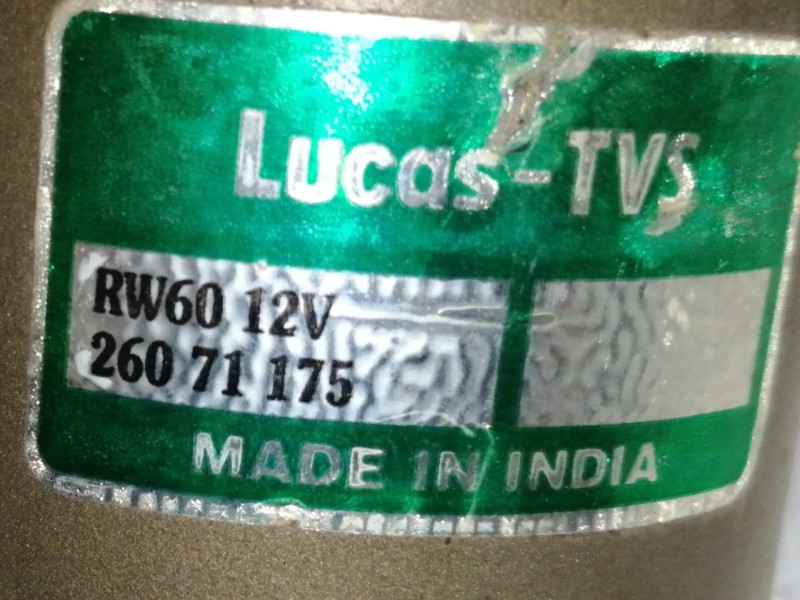 Lucas-TVS
RW60 12V
260 71 175
MADE IN INDIA